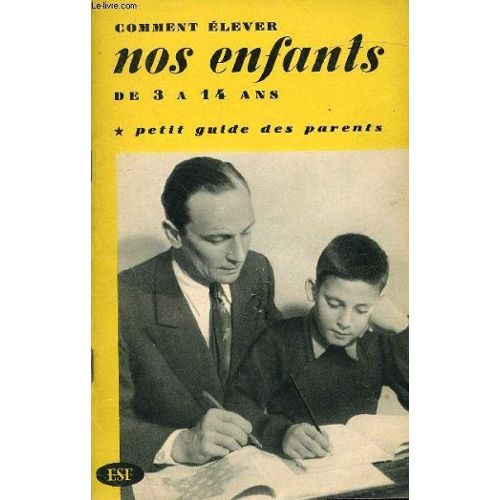 Le-livre.com
COMMENT ÉLEVER
nos enfants
DE 3 A 14 ANS
★ petit guide des parents
ESF